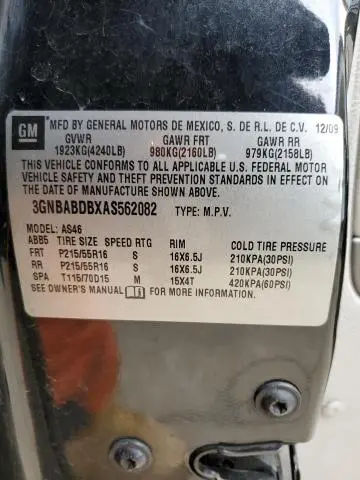 GM MFD BY GENERAL MOTORS DE MEXICO, S. DE R.L. DE C.V. 12/09
GVWR GAWR FRT GAWR RR
1923KG(4240LB) 980KG(2160LB) 979KG(2158LB)
THIS VEHICLE CONFORMS TO ALL APPLICABLE U.S. FEDERAL MOTOR
VEHICLE SAFETY AND THEFT PREVENTION STANDARDS IN EFFECT ON
THE DATE OF MANUFACTURE SHOWN ABOVE.
3GNBABDBXAS562082 TYPE: M.P.V.
MODEL: AS46
ABB5 TIRE SIZE SPEED RTG RIM COLD TIRE PRESSURE
FRT P215/55R16 S 16X6.5J 210KPA(30PSI)
RR P215/55R16 S 16X6.5J 210KPA(30PSI)
SPA T115/70D15 M 15X4T 420KPA(60PSI)
SEE OWNER'S MANUAL FOR MORE INFORMATION